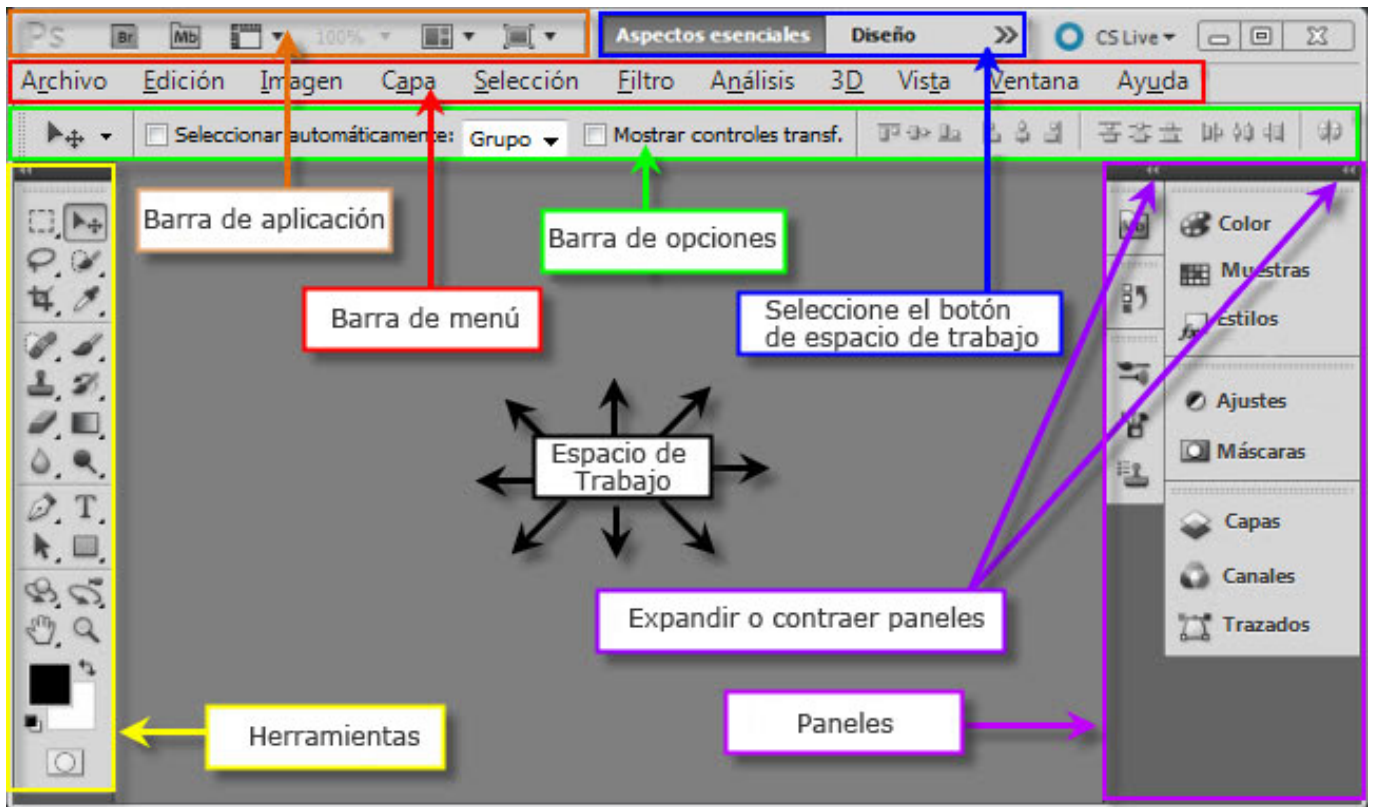 Ps Br Mb 100% Aspectos esenciales Diseño CS Live
Archivo Edición Imagen Capa Selección Filtro Análisis 3D Vista Ventana Ayuda
Seleccionar automáticamente: Grupo Mostrar controles transf.
Barra de aplicación
Barra de opciones
Barra de menú
Seleccione el botón
de espacio de trabajo
Mb
Color
Muestras
Estilos
Ajustes
Máscaras
Capas
Canales
Trazados
Espacio de
Trabajo
T
Expandir o contraer paneles
Herramientas
Paneles